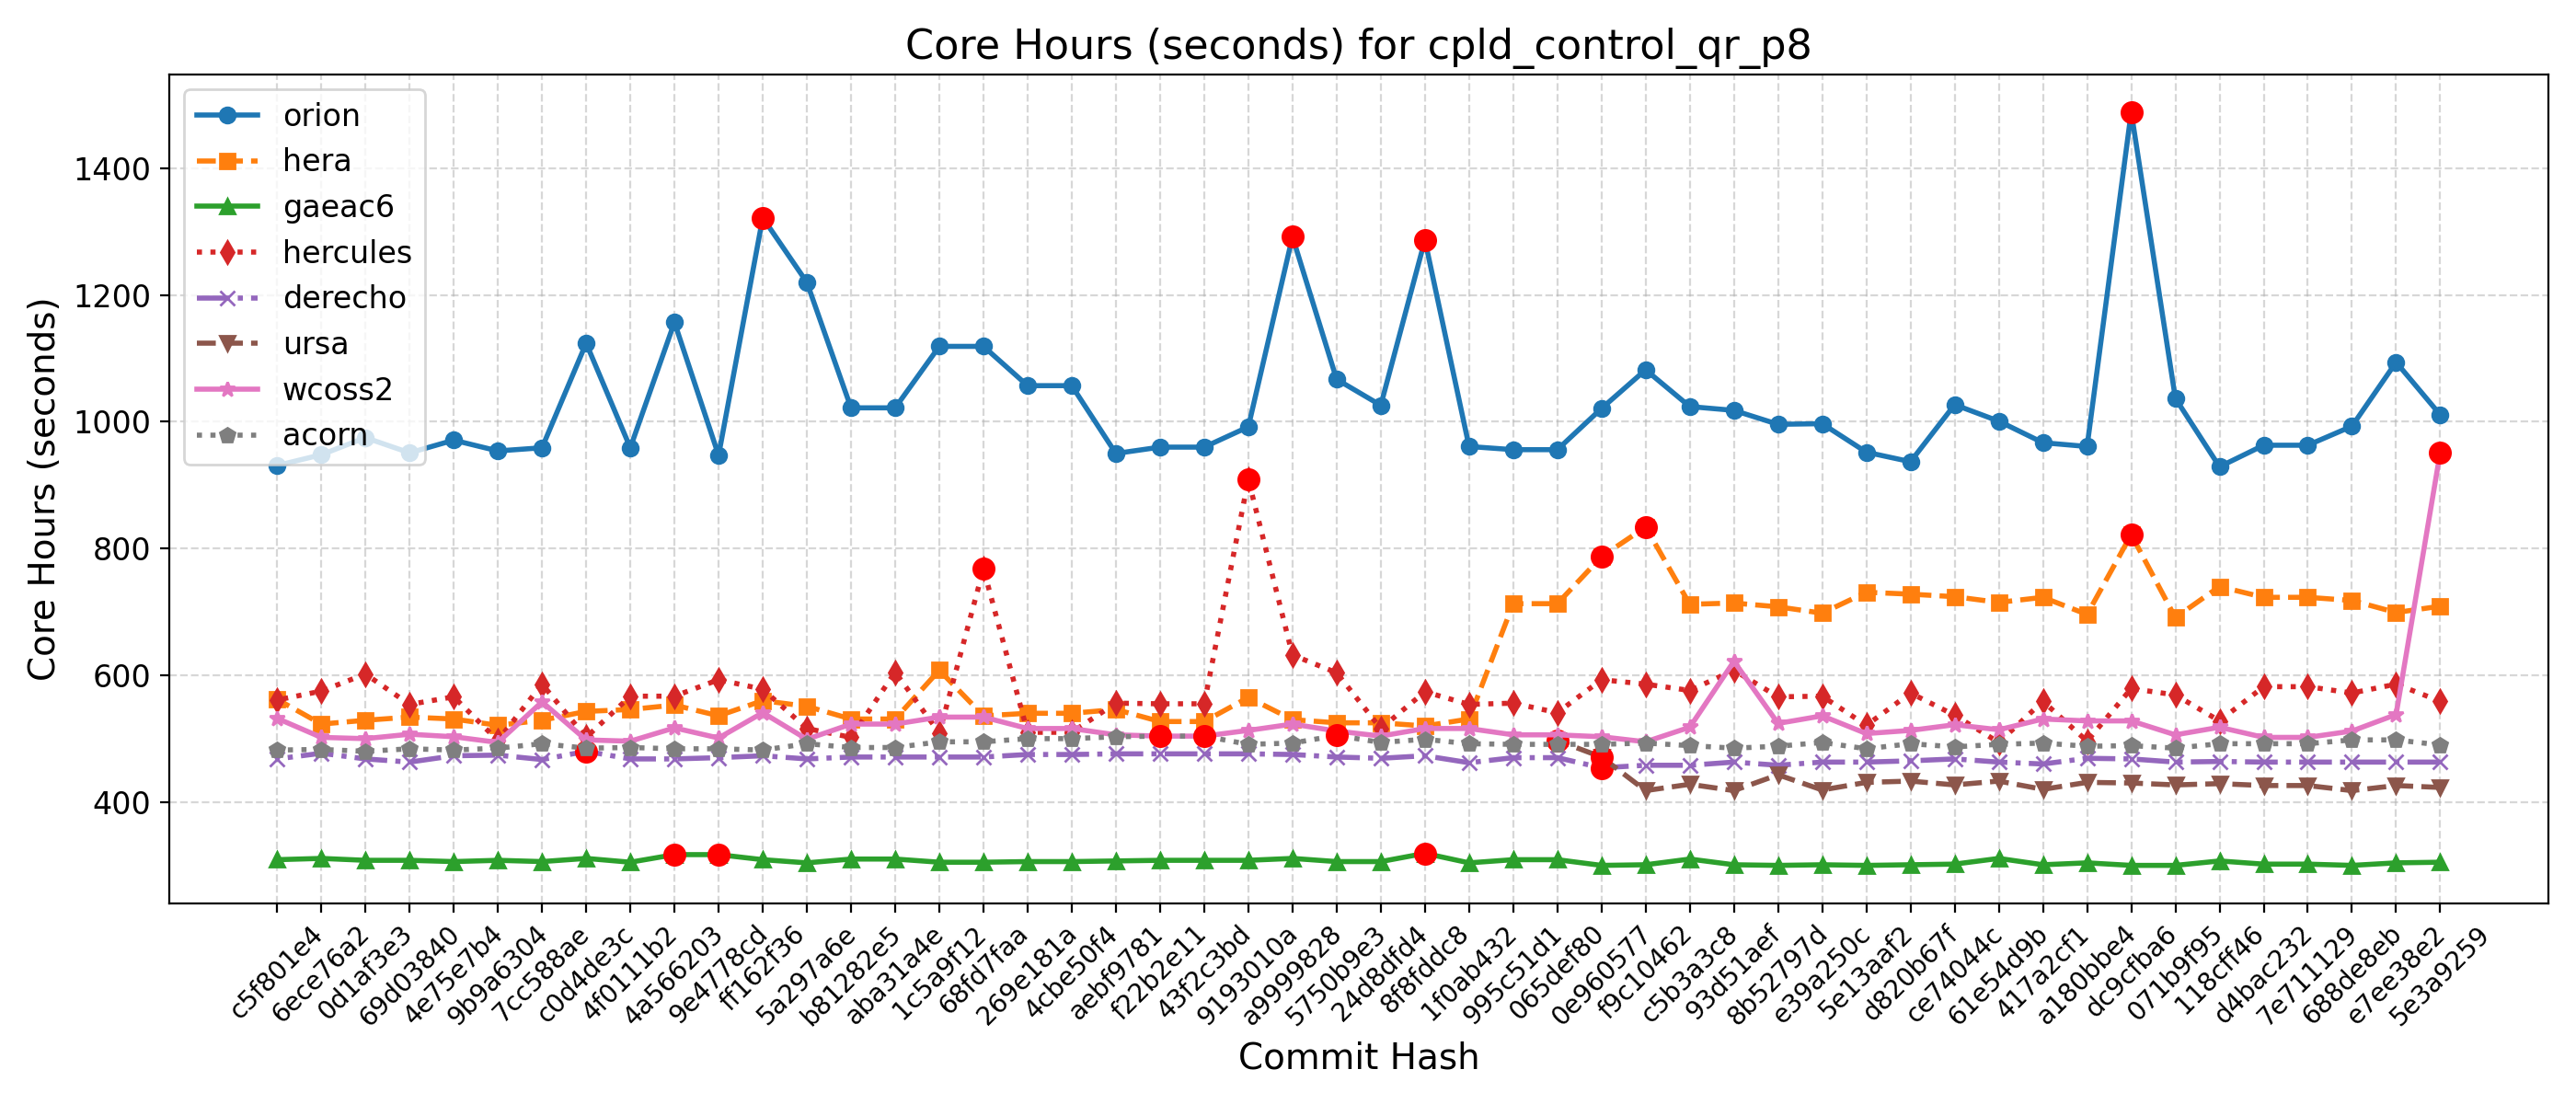 Core Hours (seconds) for cpld_control_qr_p8
orion
hera
gaeac6
hercules
derecho
ursa
wcoss2
acorn
Core Hours (seconds)
1400
1200
1000
800
600
400
c5f801e4
6ece76a2
0d1af3e3
69d03840
4e75e7b4
9b9a6304
7cc588ae
c0d4de3c
4f0111b2
4a566203
9e4778cd
ff162f36
5a297a6e
b81282e5
aba31a4e
1c5a9f12
68fd7faa
269e181a
4cbe50f4
aebf9781
f22b2e11
43f2c3bd
9193010a
a9999828
5750b9e3
24d8dfd4
8f8fddc8
1f0ab432
995c51d1
065def80
0e960577
f9c10462
c5b3a3c8
93d51aef
8b52797d
e39a250c
5e13aaf2
d820b67f
ce74044c
61e54d9b
417a2cf1
a180bbe4
dc9cfba6
071b9f95
118cff46
d4bac232
7e711129
688de8eb
e7ee38e2
5e3a9259
Commit Hash